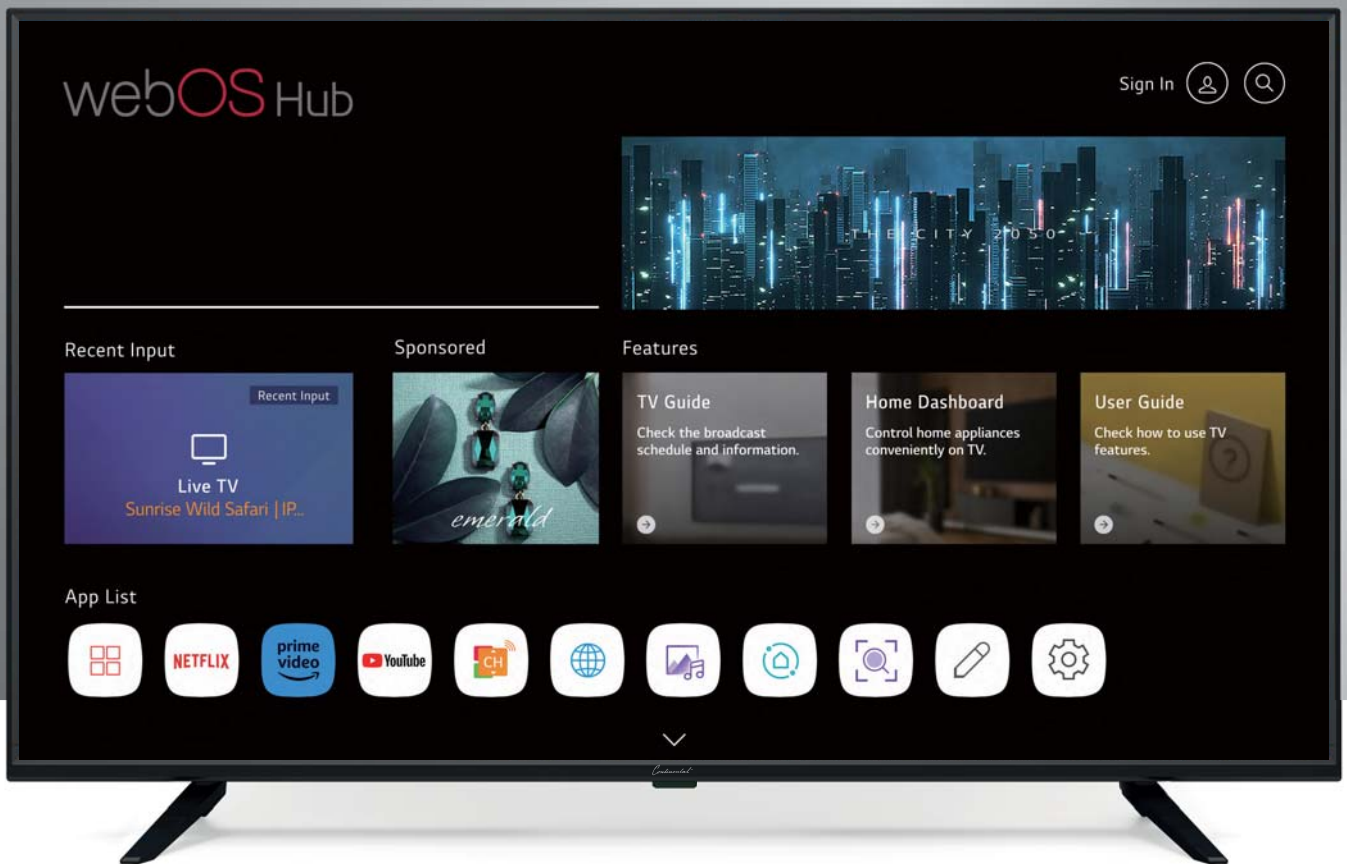 webOS Hub
Sign In
THE CITY 2050
Recent Input
Sponsored
Features
Recent Input
Live TV
Sunrise Wild Safari | IP...
emerald
TV Guide
Check the broadcast
schedule and information.
Home Dashboard
Control home appliances
conveniently on TV.
User Guide
Check how to use TV
features.
?
App List
NETFLIX
prime
video
YouTube
CH
Continental